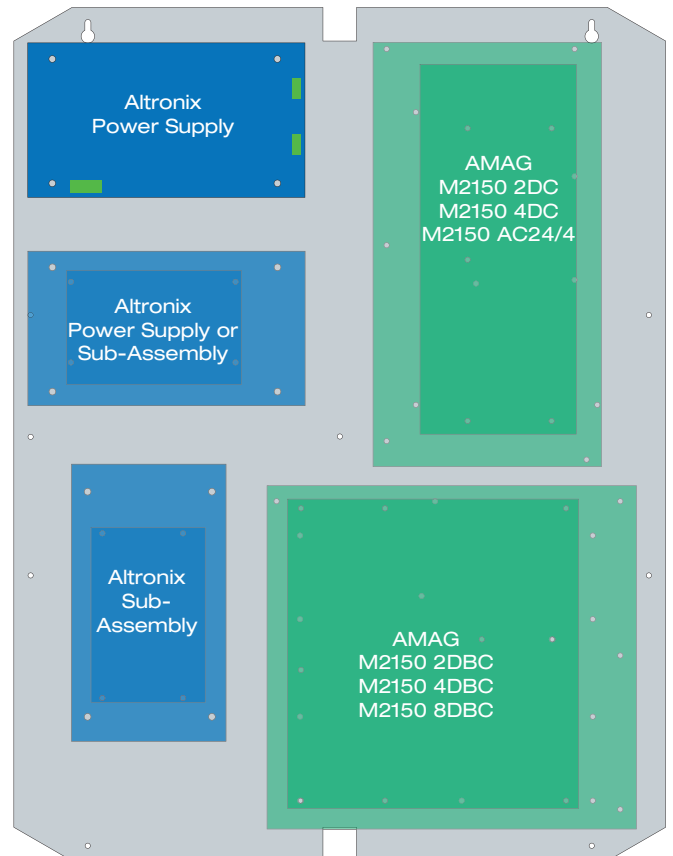 Altronix
Power Supply
AMAG
M2150 2DC
M2150 4DC
M2150 AC24/4
Altronix
Power Supply or
Sub-Assembly
Altronix
Sub-
Assembly
AMAG
M2150 2DBC
M2150 4DBC
M2150 8DBC